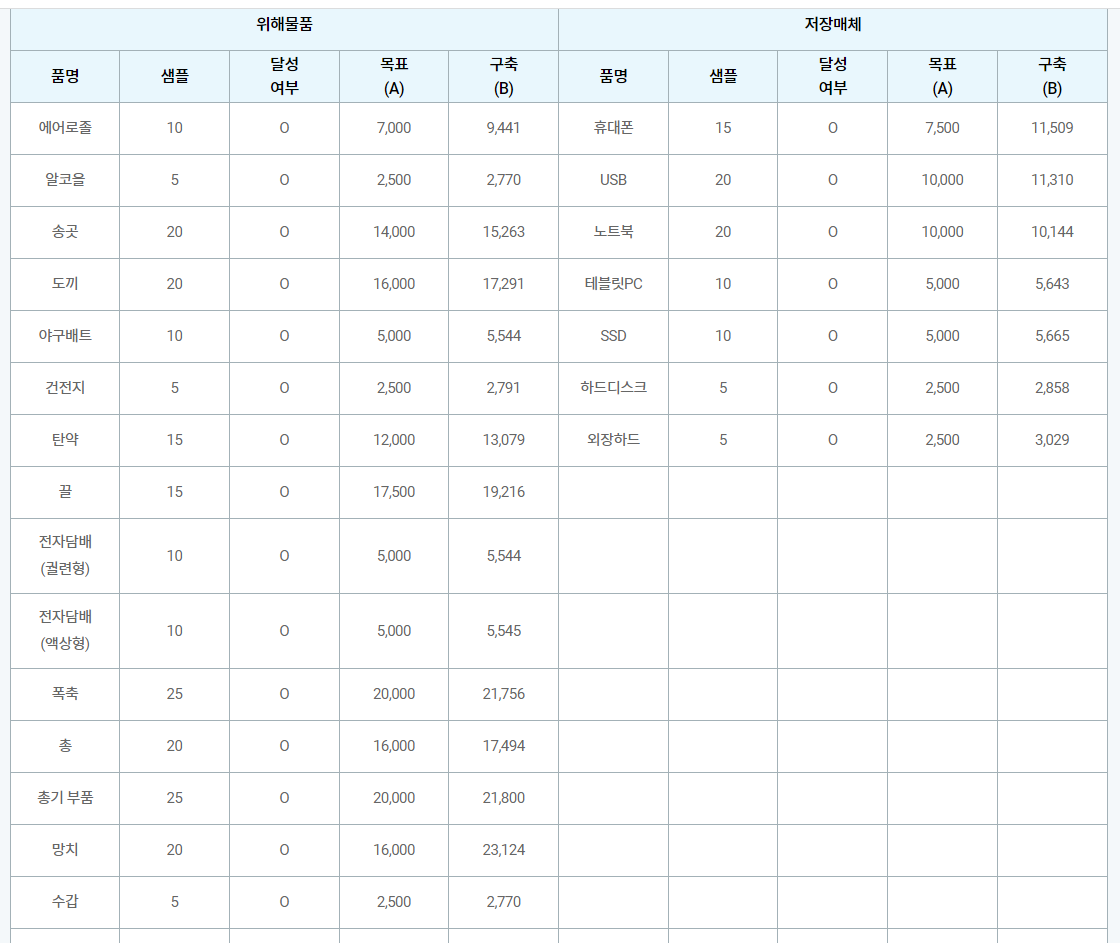 위해물품 저장매체
품명 샘플 달성 여부 목표 (A) 구축 (B) 품명 샘플 달성 여부 목표 (A) 구축 (B)
에어로졸 10 O 7,000 9,441 휴대폰 15 O 7,500 11,509
알코올 5 O 2,500 2,770 USB 20 O 10,000 11,310
송곳 20 O 14,000 15,263 노트북 20 O 10,000 10,144
도끼 20 O 16,000 17,291 테블릿PC 10 O 5,000 5,643
야구배트 10 O 5,000 5,544 SSD 10 O 5,000 5,665
건전지 5 O 2,500 2,791 하드디스크 5 O 2,500 2,858
탄약 15 O 12,000 13,079 외장하드 5 O 2,500 3,029
끌 15 O 17,500 19,216
전자담배 (궐련형) 10 O 5,000 5,544
전자담배 (액상형) 10 O 5,000 5,545
폭죽 25 O 20,000 21,756
총 20 O 16,000 17,494
총기 부품 25 O 20,000 21,800
망치 20 O 16,000 23,124
수갑 5 O 2,500 2,770